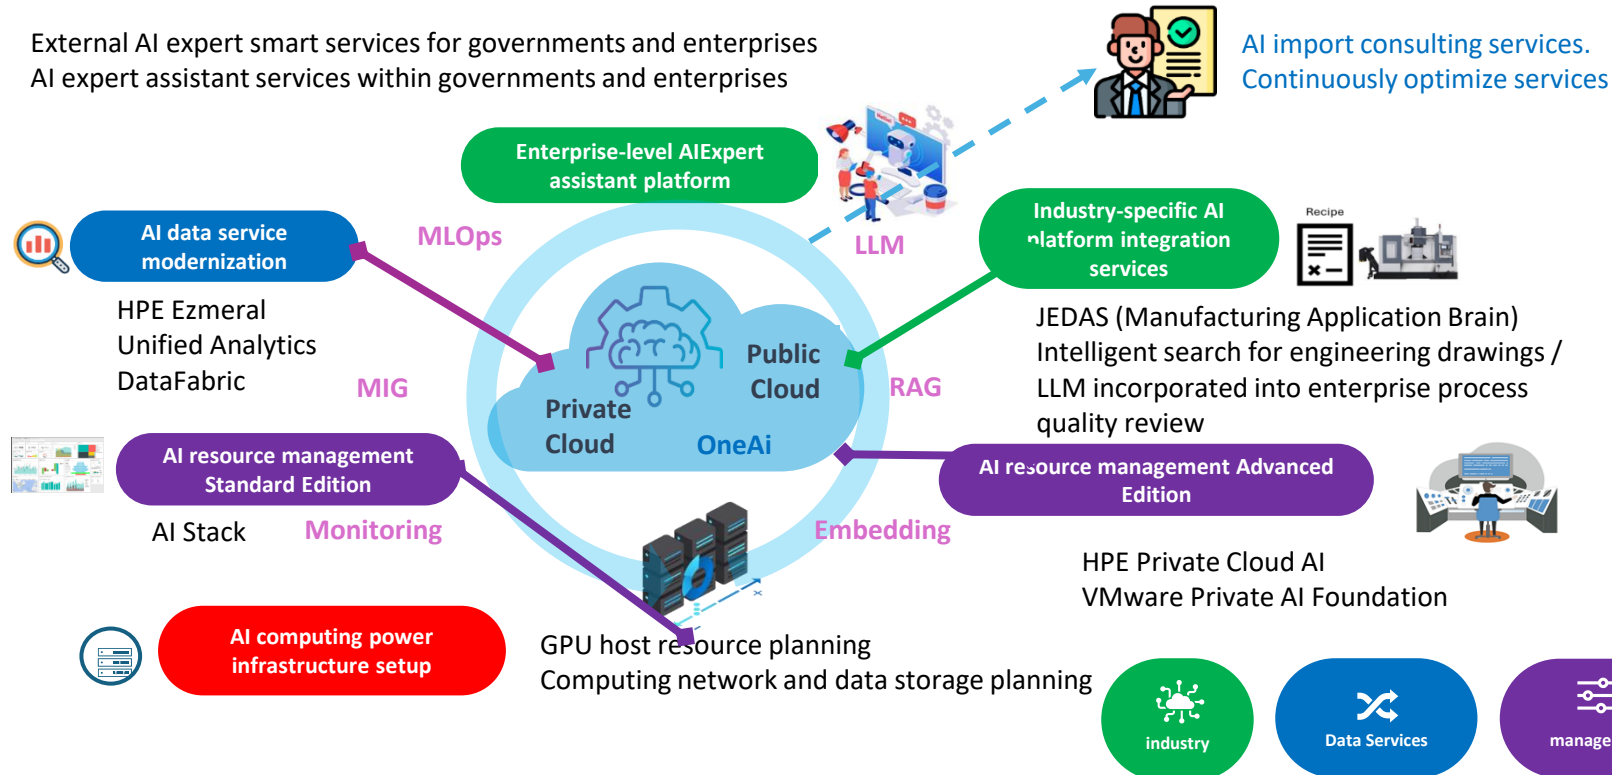 External AI expert smart services for governments and enterprises
AI expert assistant services within governments and enterprises
AI import consulting services.
Continuously optimize services
Enterprise-level AIExpert
assistant platform
AI data service
modernization
MLOps
LLM
Industry-specific AI
platform integration
services
Recipe
HPE Ezmeral
Unified Analytics
DataFabric
JEDAS (Manufacturing Application Brain)
Intelligent search for engineering drawings /
LLM incorporated into enterprise process
quality review
MIG
RAG
Public
Cloud
Private
Cloud
OneAi
AI resource management
Standard Edition
AI resource management Advanced
Edition
AI Stack
Monitoring
Embedding
HPE Private Cloud AI
VMware Private AI Foundation
AI computing power
infrastructure setup
GPU host resource planning
Computing network and data storage planning
industry
Data Services